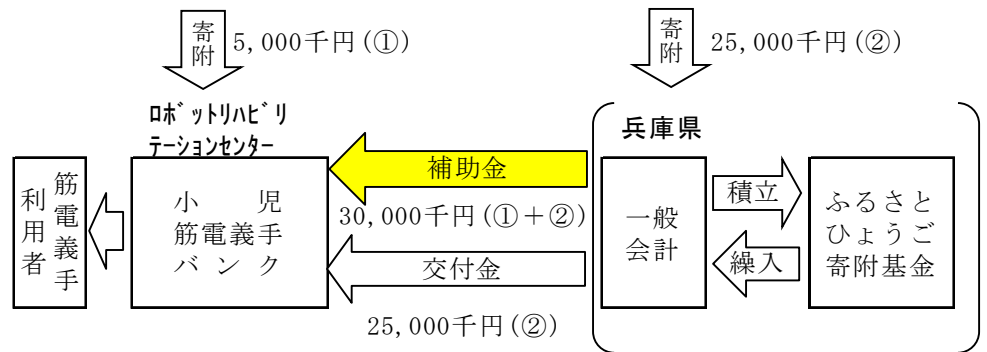 寄附
5,000千円(①)
寄附
25,000千円(②)
ロボットリハビリ
テーションセンター
兵庫県
筋電義手
利用者
小児
筋電義手
バンク
補助金
30,000千円(①＋②)
交付金
25,000千円(②)
一般
会計
積立
繰入
ふるさと
ひょうご
寄附基金